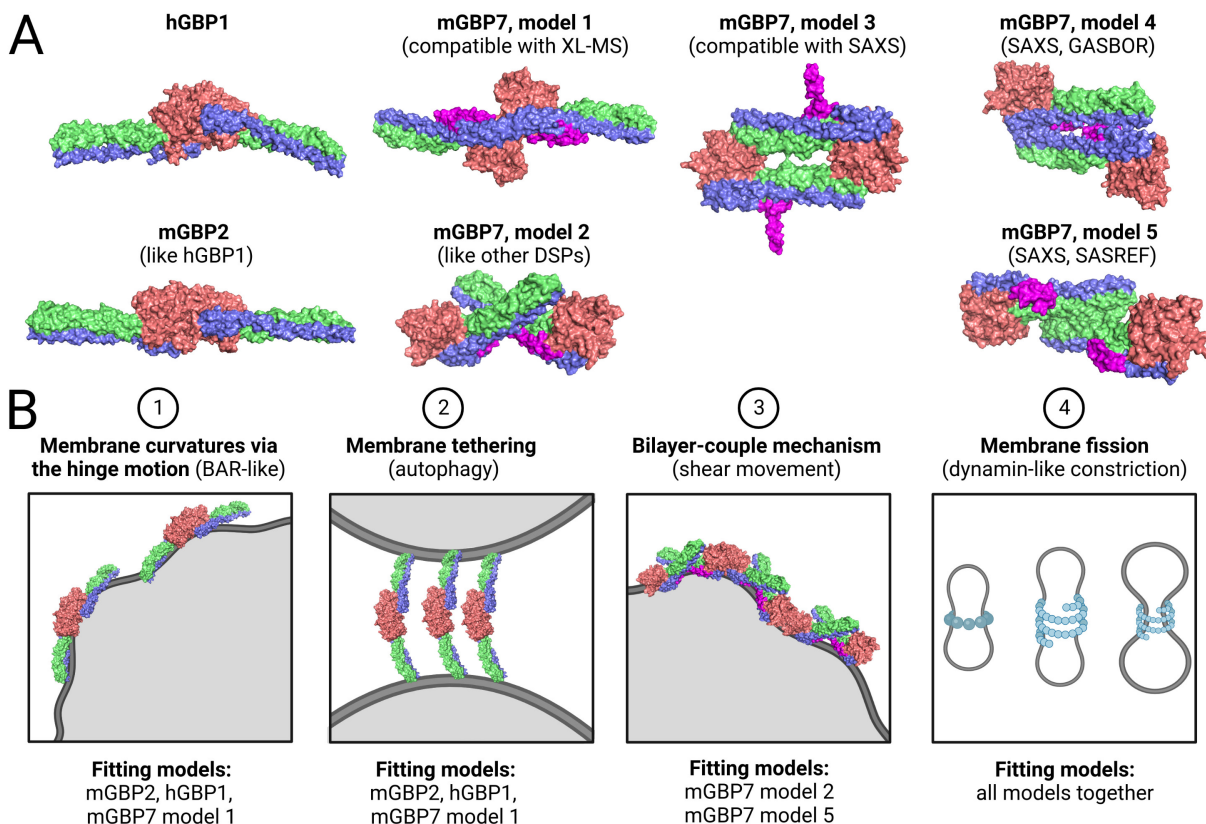 A
hGBP1
mGBP7, model 1
(compatible with XL-MS)
mGBP7, model 3
(compatible with SAXS)
mGBP7, model 4
(SAXS, GASBOR)
mGBP2
(like hGBP1)
mGBP7, model 2
(like other DSPs)
mGBP7, model 5
(SAXS, SASREF)
B
1
Membrane curvatures via
the hinge motion (BAR-like)
2
Membrane tethering
(autophagy)
3
Bilayer-couple mechanism
(shear movement)
4
Membrane fission
(dynamin-like constriction)
Fitting models:
mGBP2, hGBP1,
mGBP7 model 1
Fitting models:
mGBP2, hGBP1,
mGBP7 model 1
Fitting models:
mGBP7 model 2
mGBP7 model 5
Fitting models:
all models together